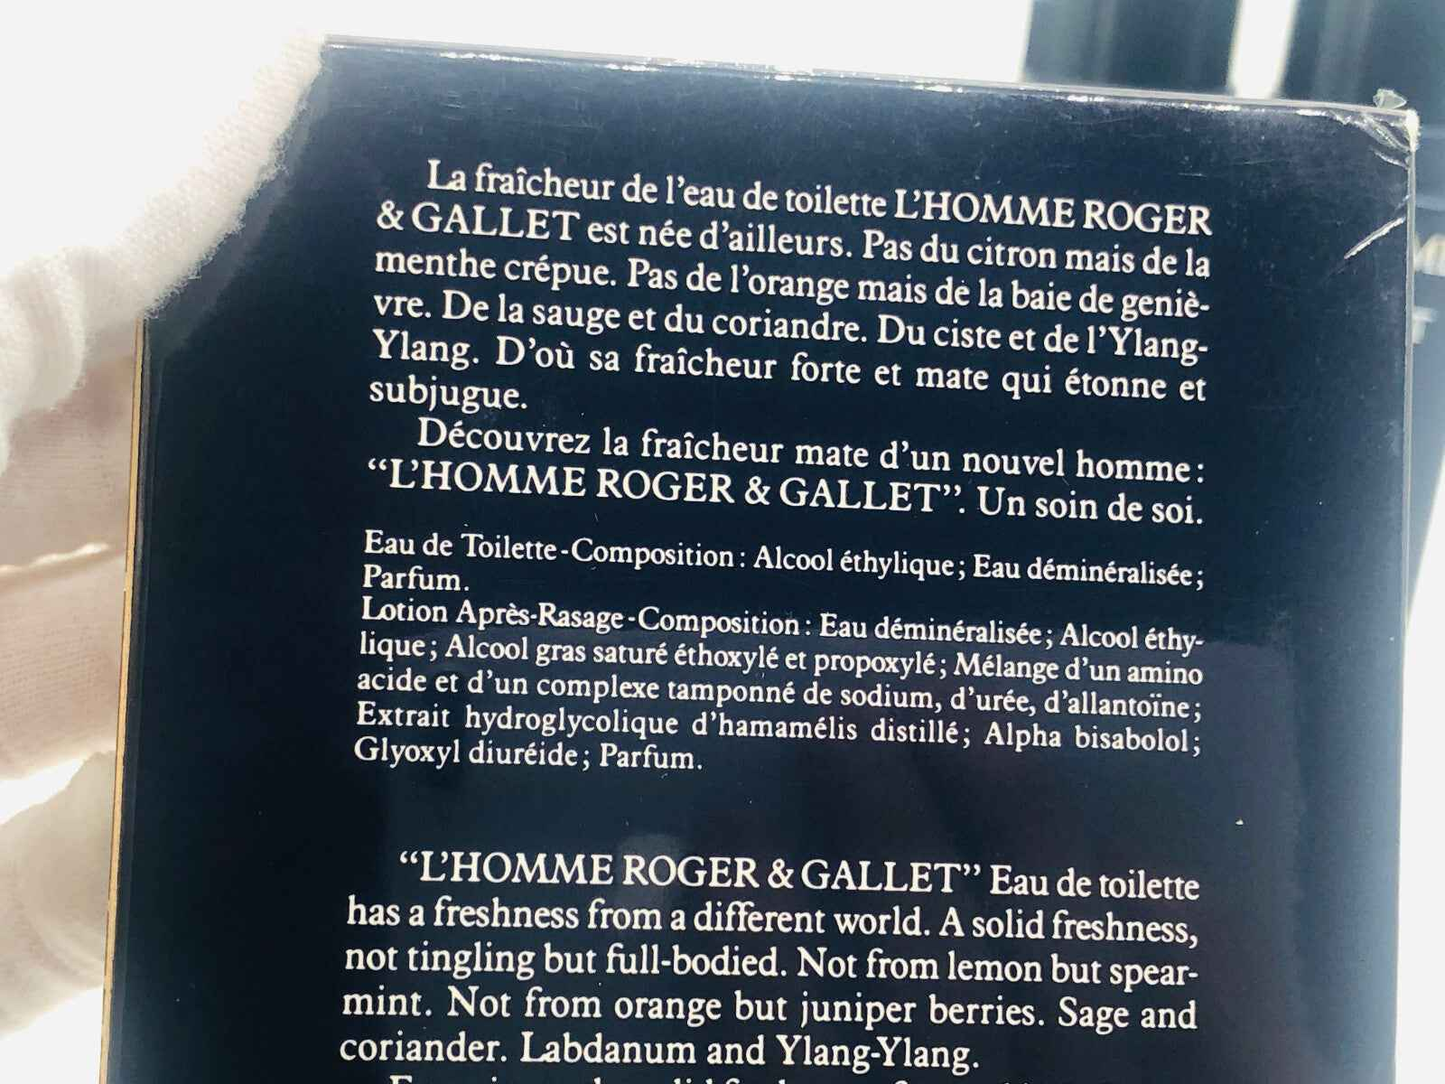 La fraîcheur de l'eau de toilette L'HOMME ROGER
& GALLET est née d'ailleurs. Pas du citron mais de la
menthe crépue. Pas de l'orange mais de la baie de geniè-
vre. De la sauge et du coriandre. Du ciste et de l'Ylang-
Ylang. D'où sa fraîcheur forte et mate qui étonne et
subjugue.
Découvrez la fraîcheur mate d'un nouvel homme :
“L'HOMME ROGER & GALLET”. Un soin de soi.
Eau de Toilette - Composition : Alcool éthylique ; Eau déminéralisée ;
Parfum.
Lotion Après-Rasage - Composition : Eau déminéralisée ; Alcool éthy-
lique ; Alcool gras saturé éthoxylé et propoxylé ; Mélange d'un amino
acide et d'un complexe tamponné de sodium, d'urée, d'allantoïne ;
Extrait hydroglycolique d'hamamélis distillé ; Alpha bisabolol ;
Glyoxyl diuréide ; Parfum.
“L'HOMME ROGER & GALLET” Eau de toilette
has a freshness from a different world. A solid freshness,
not tingling but full-bodied. Not from lemon but spear-
mint. Not from orange but juniper berries. Sage and
coriander. Labdanum and Ylang-Ylang.